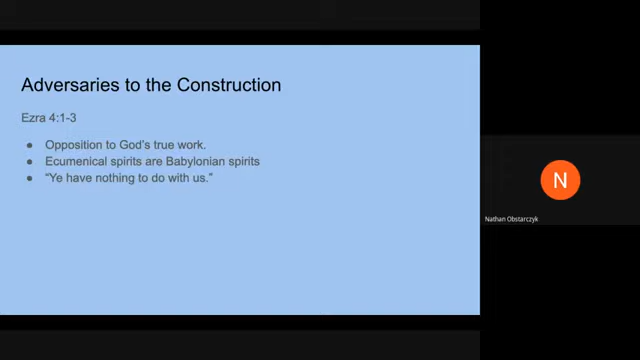 Adversaries to the Construction
Ezra 4:1-3
● Opposition to God's true work.
● Ecumenical spirits are Babylonian spirits
● “Ye have nothing to do with us.”
N
Nathan Obstarczyk